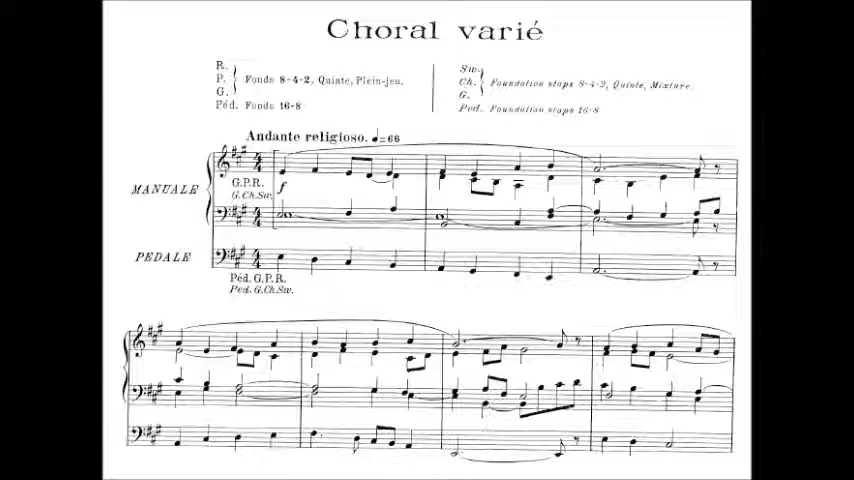 Choral varié
R.
P. Fonds 8-4-2, Quinte, Plein-jeu.
G.
Péd. Fonds 16-8
Sw.
Ch. Foundation stops 8-4-2, Quinte, Mixture.
G.
Ped. Foundation stops 16-8
Andante religioso. ♩=66
MANUALE
G.P.R.
G.Ch.Sw.
f
PEDALE
Péd. G.P.R.
Ped. G.Ch.Sw.